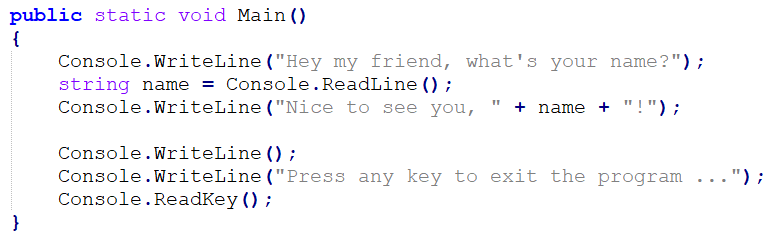 public static void Main()
{
    Console.WriteLine("Hey my friend, what's your name?");
    string name = Console.ReadLine();
    Console.WriteLine("Nice to see you, " + name + "!");

    Console.WriteLine();
    Console.WriteLine("Press any key to exit the program ...");
    Console.ReadKey();
}